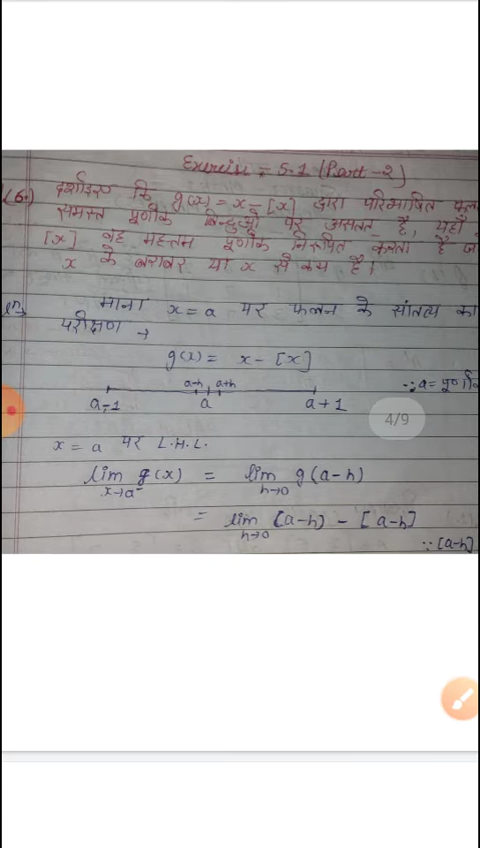 Exercise = 5.1 (Part-2)
(6.) दर्शाइए कि g(x) = x-[x] द्वारा परिभाषित
समस्त पूर्णांक बिन्दुओं पर असतत है, यहाँ
[x] वह महत्तम पूर्णांक निरूपित करता है
x के बराबर या x से कम है।
माना x = a पर फलन के सांतत्य का
परीक्षण →
g(x) = x - [x]
a-h a+h
a-1 a a+1 ∵ a = पूर्णांक
4/9
x = a पर L.H.L.
lim x→a⁻ g(x) = lim h→0 g(a-h)
= lim h→0 (a-h) - [a-h]
∵ [a-h]